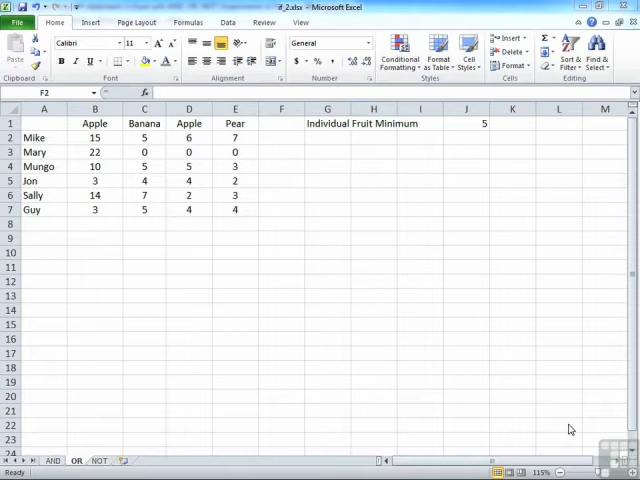 if_2.xlsx - Microsoft Excel
File Home Insert Page Layout Formulas Data Review View
Paste
Calibri 11 A A
B I U A
General
$ % ,
Conditional Formatting
Format as Table
Cell Styles
Insert
Delete
Format
Σ
Sort & Filter
Find & Select
Clipboard Font Alignment Number Styles Cells Editing
F2 fx
A B C D E F G H I J K L M
1 Apple Banana Apple Pear Individual Fruit Minimum 5
2 Mike 15 5 6 7
3 Mary 22 0 0 0
4 Mungo 10 5 5 3
5 Jon 3 4 4 2
6 Sally 14 7 2 3
7 Guy 3 5 4 4
8
9
10
11
12
13
14
15
16
17
18
19
20
21
22
23
24
AND OR NOT
Ready 115%